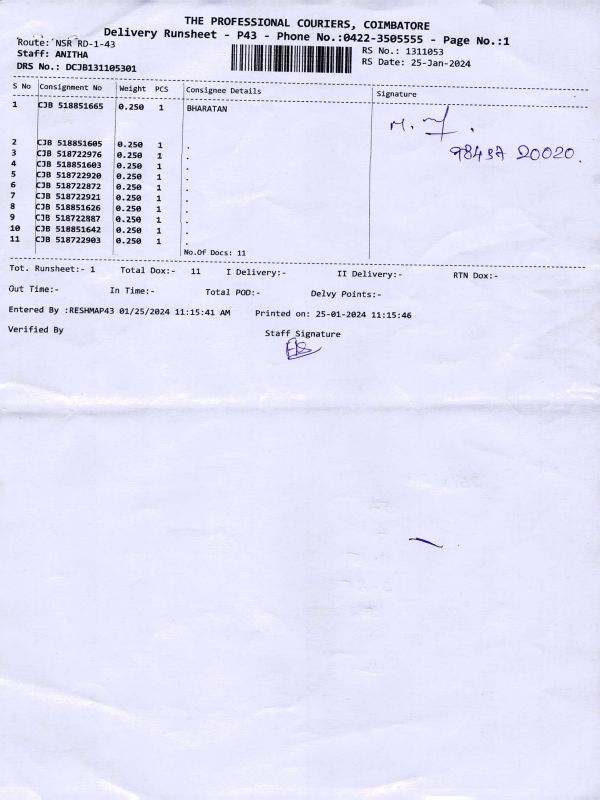 THE PROFESSIONAL COURIERS, COIMBATORE
Delivery Runsheet - P43 - Phone No.:0422-3505555 - Page No.:1
Route: NSR RD-1-43
RS No.: 1311053
Staff: ANITHA
RS Date: 25-Jan-2024
DRS No.: DCJB131105301
S No Consignment No Weight PCS Consignee Details Signature
1 CJB 518851665 0.250 1 BHARATAN
98437 20020.
2 CJB 518851605 0.250 1 .
3 CJB 518722976 0.250 1 .
4 CJB 518851603 0.250 1 .
5 CJB 518722920 0.250 1 .
6 CJB 518722872 0.250 1 .
7 CJB 518722921 0.250 1 .
8 CJB 518851626 0.250 1 .
9 CJB 518722887 0.250 1 .
10 CJB 518851642 0.250 1 .
11 CJB 518722903 0.250 1 .
No.Of Docs: 11
Tot. Runsheet:- 1 Total Dox:- 11 I Delivery:- II Delivery:- RTN Dox:-
Out Time:- In Time:- Total POD:- Delvy Points:-
Entered By :RESHMAP43 01/25/2024 11:15:41 AM Printed on: 25-01-2024 11:15:46
Verified By Staff Signature